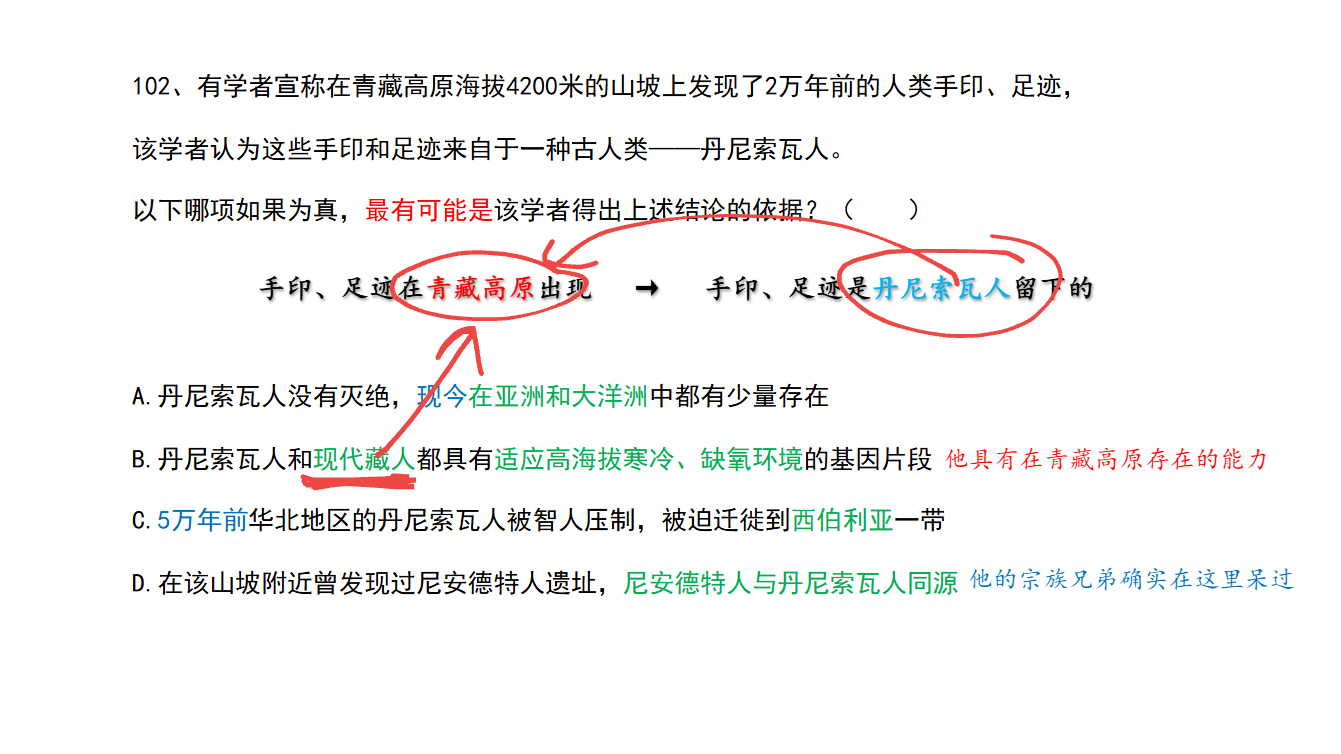 102、有学者宣称在青藏高原海拔4200米的山坡上发现了2万年前的人类手印、足迹，
该学者认为这些手印和足迹来自于一种古人类——丹尼索瓦人。
以下哪项如果为真，最有可能是该学者得出上述结论的依据？（　　）
手印、足迹在青藏高原出现 → 手印、足迹是丹尼索瓦人留下的
A.丹尼索瓦人没有灭绝，现今在亚洲和大洋洲中都有少量存在
B.丹尼索瓦人和现代藏人都具有适应高海拔寒冷、缺氧环境的基因片段 他具有在青藏高原存在的能力
C.5万年前华北地区的丹尼索瓦人被智人压制，被迫迁徙到西伯利亚一带
D.在该山坡附近曾发现过尼安德特人遗址，尼安德特人与丹尼索瓦人同源 他的宗族兄弟确实在这里呆过